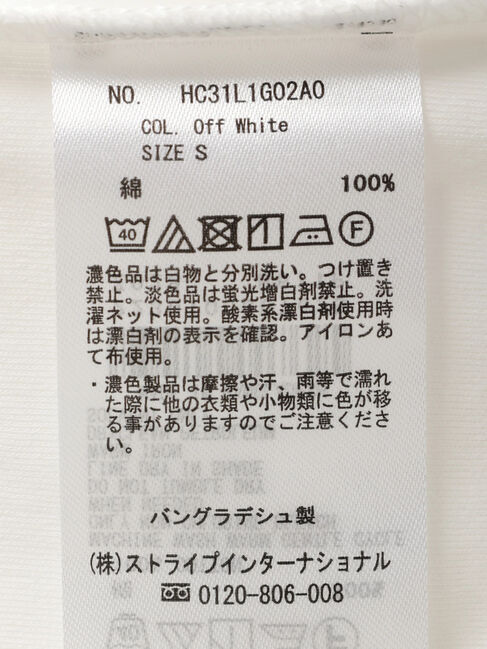 NO. HC31L1G02A0
COL. Off White
SIZE S
綿 100%
40 F
濃色品は白物と分別洗い。つけ置き
禁止。淡色品は蛍光増白剤禁止。洗
濯ネット使用。酸素系漂白剤使用時
は漂白剤の表示を確認。アイロンあ
て布使用。
・濃色製品は摩擦や汗、雨等で濡れ
た際に他の衣類や小物類に色が移
る事がありますのでご注意くださ
い。
バングラデシュ製
(株)ストライプインターナショナル
0120-806-008